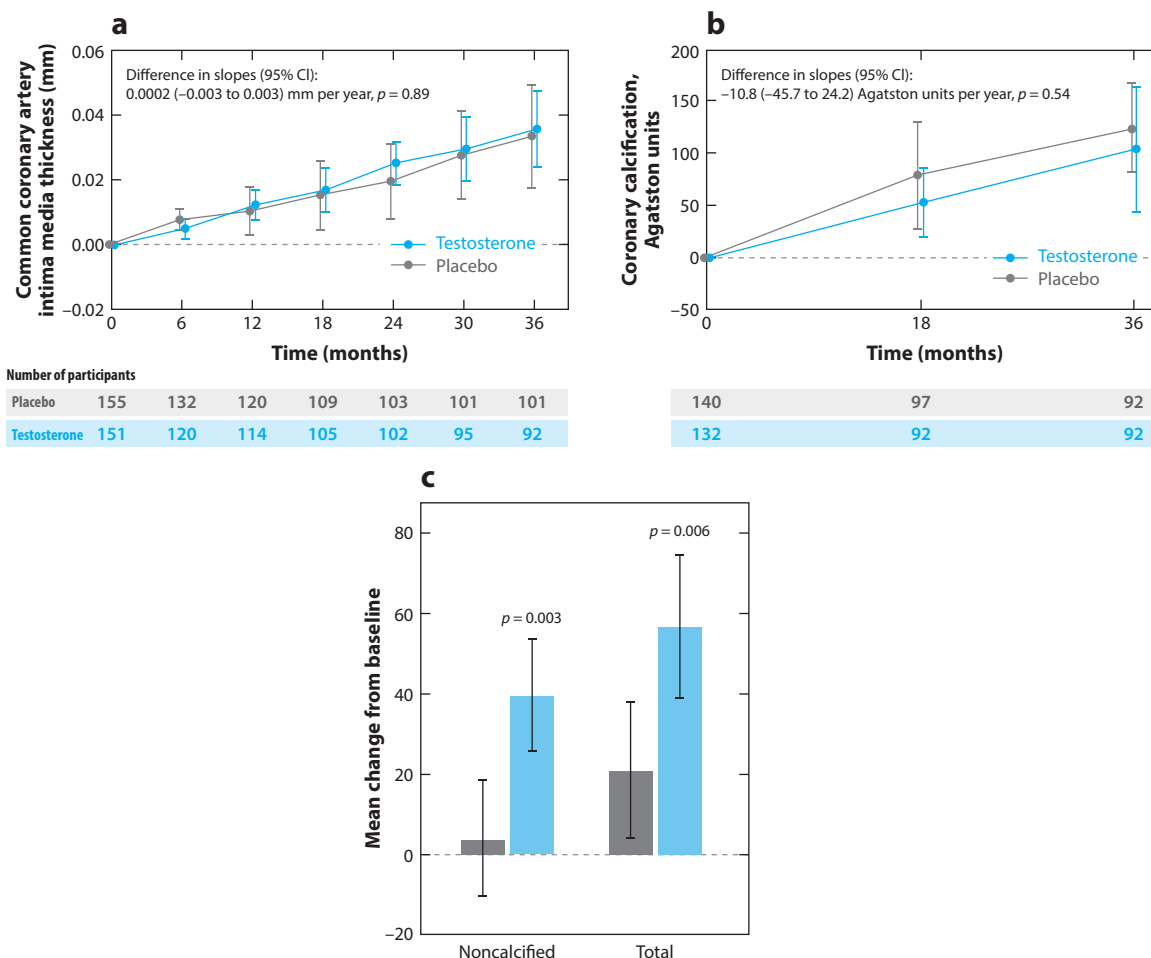 a
Common coronary artery
intima media thickness (mm)
0.06
0.04
0.02
0.00
–0.02
Difference in slopes (95% CI):
0.0002 (–0.003 to 0.003) mm per year, p = 0.89
Testosterone
Placebo
0 6 12 18 24 30 36
Time (months)
b
Coronary calcification,
Agatston units
200
150
100
50
0
–50
Difference in slopes (95% CI):
–10.8 (–45.7 to 24.2) Agatston units per year, p = 0.54
Testosterone
Placebo
0 18 36
Time (months)
Number of participants
Placebo 155 132 120 109 103 101 101 140 97 92
Testosterone 151 120 114 105 102 95 92 132 92 92
c
Mean change from baseline
80
60
40
20
0
–20
p = 0.003
p = 0.006
Noncalcified Total